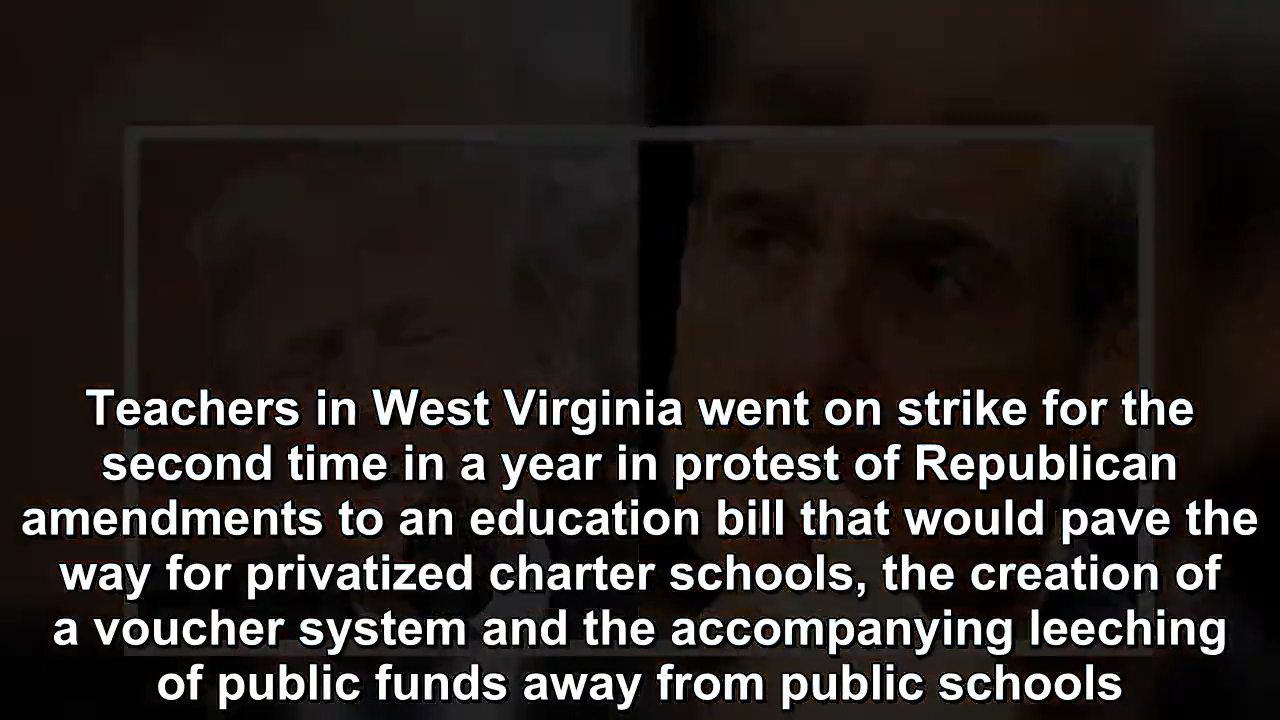 Teachers in West Virginia went on strike for the
second time in a year in protest of Republican
amendments to an education bill that would pave the
way for privatized charter schools, the creation of
a voucher system and the accompanying leeching
of public funds away from public schools